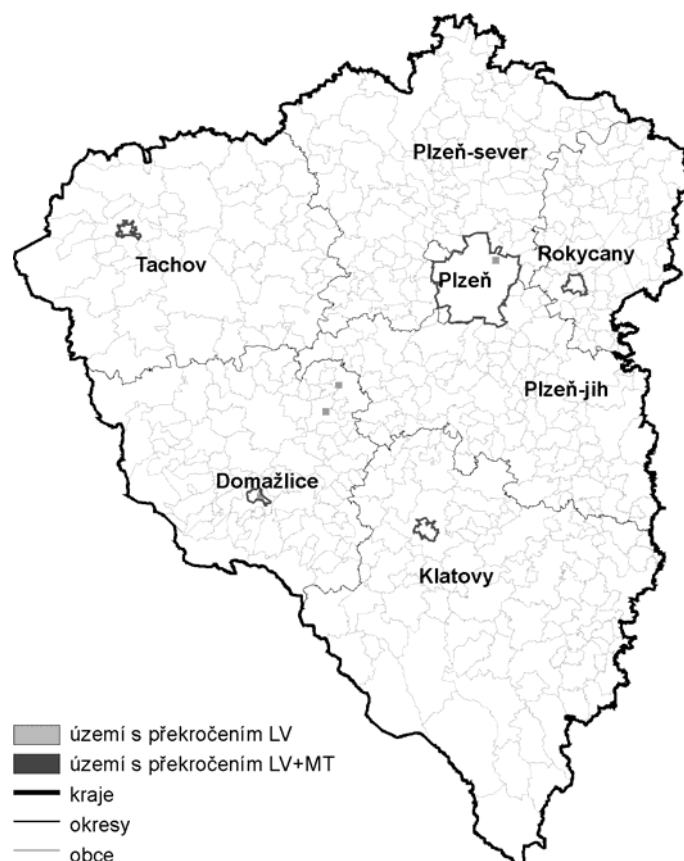 Plzeň-sever
Rokycany
Tachov
Plzeň
Plzeň-jih
Domažlice
Klatovy
území s překročením LV
území s překročením LV+MT
kraje
okresy
obce